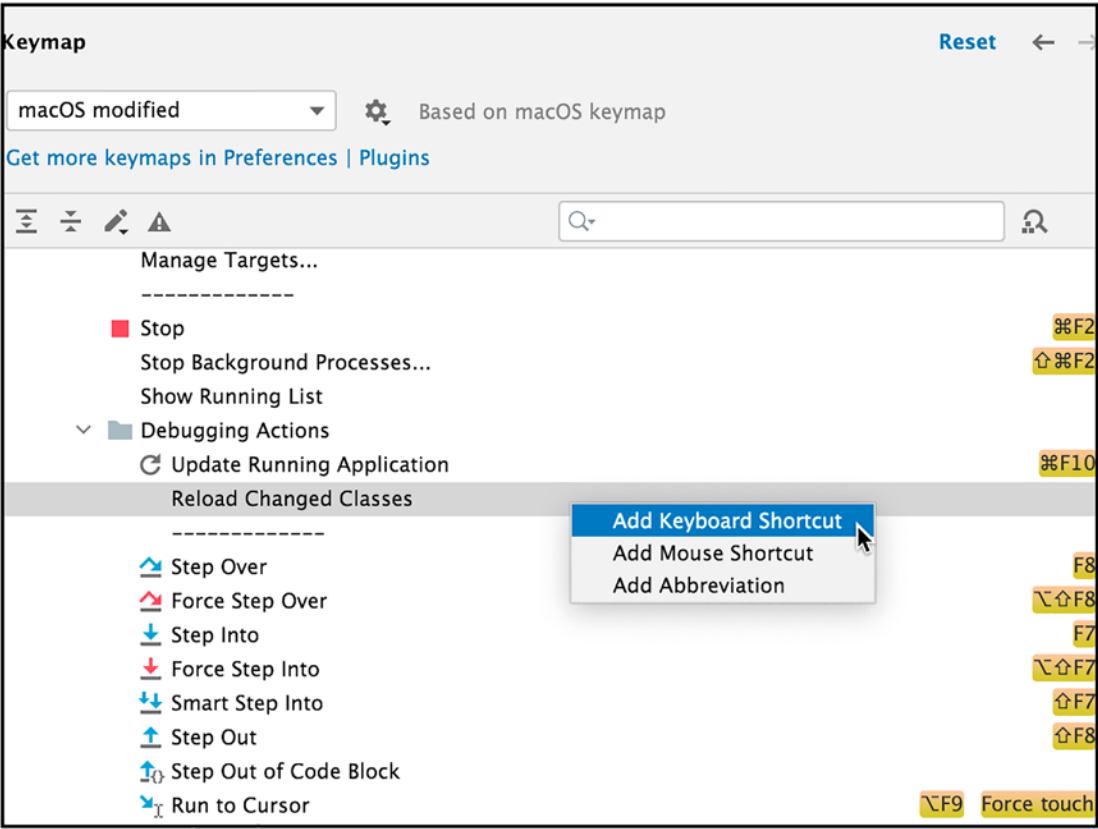 Keymap Reset
macOS modified Based on macOS keymap
Get more keymaps in Preferences | Plugins
Manage Targets...
-------------
Stop ⌘F2
Stop Background Processes... ⇧⌘F2
Show Running List
Debugging Actions
Update Running Application ⌘F10
Reload Changed Classes
Add Keyboard Shortcut
-------------
Add Mouse Shortcut
Step Over F8
Add Abbreviation
Force Step Over ⌥⇧F8
Step Into F7
Force Step Into ⌥⇧F7
Smart Step Into ⇧F7
Step Out ⇧F8
Step Out of Code Block
Run to Cursor ⌥F9 Force touch